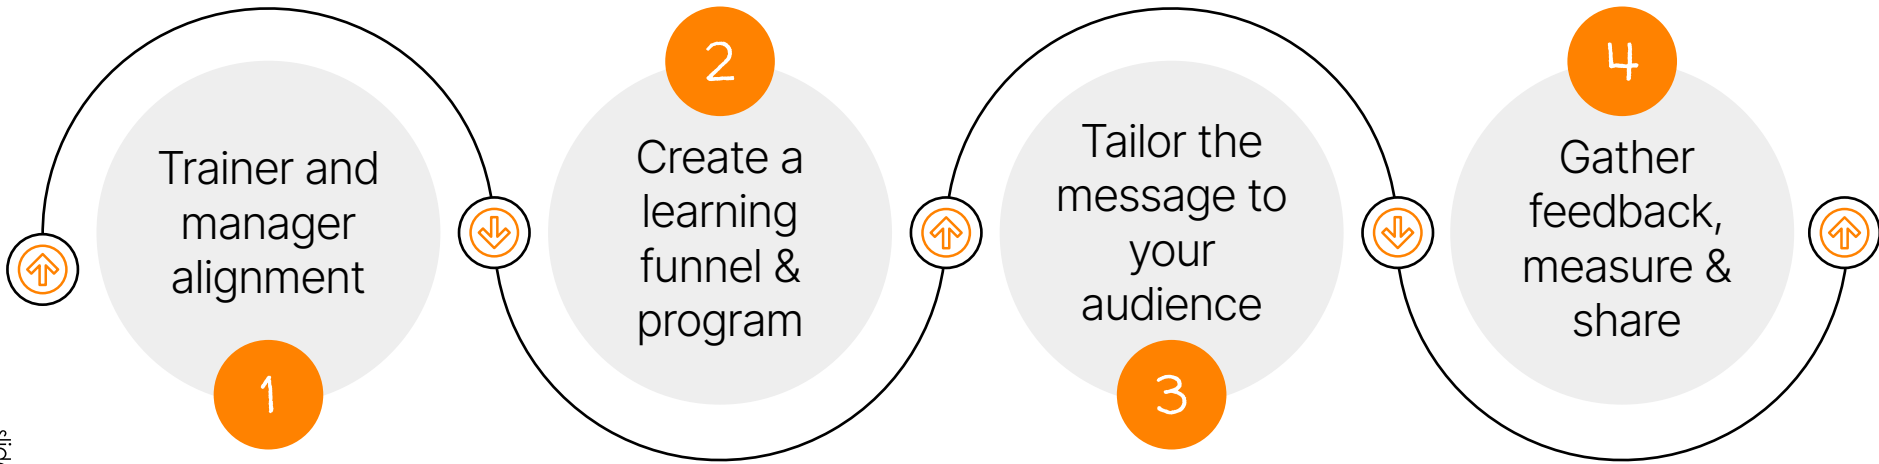 Trainer and
manager
alignment
1
2
Create a
learning
funnel &
program
Tailor the
message to
your
audience
3
4
Gather
feedback,
measure &
share